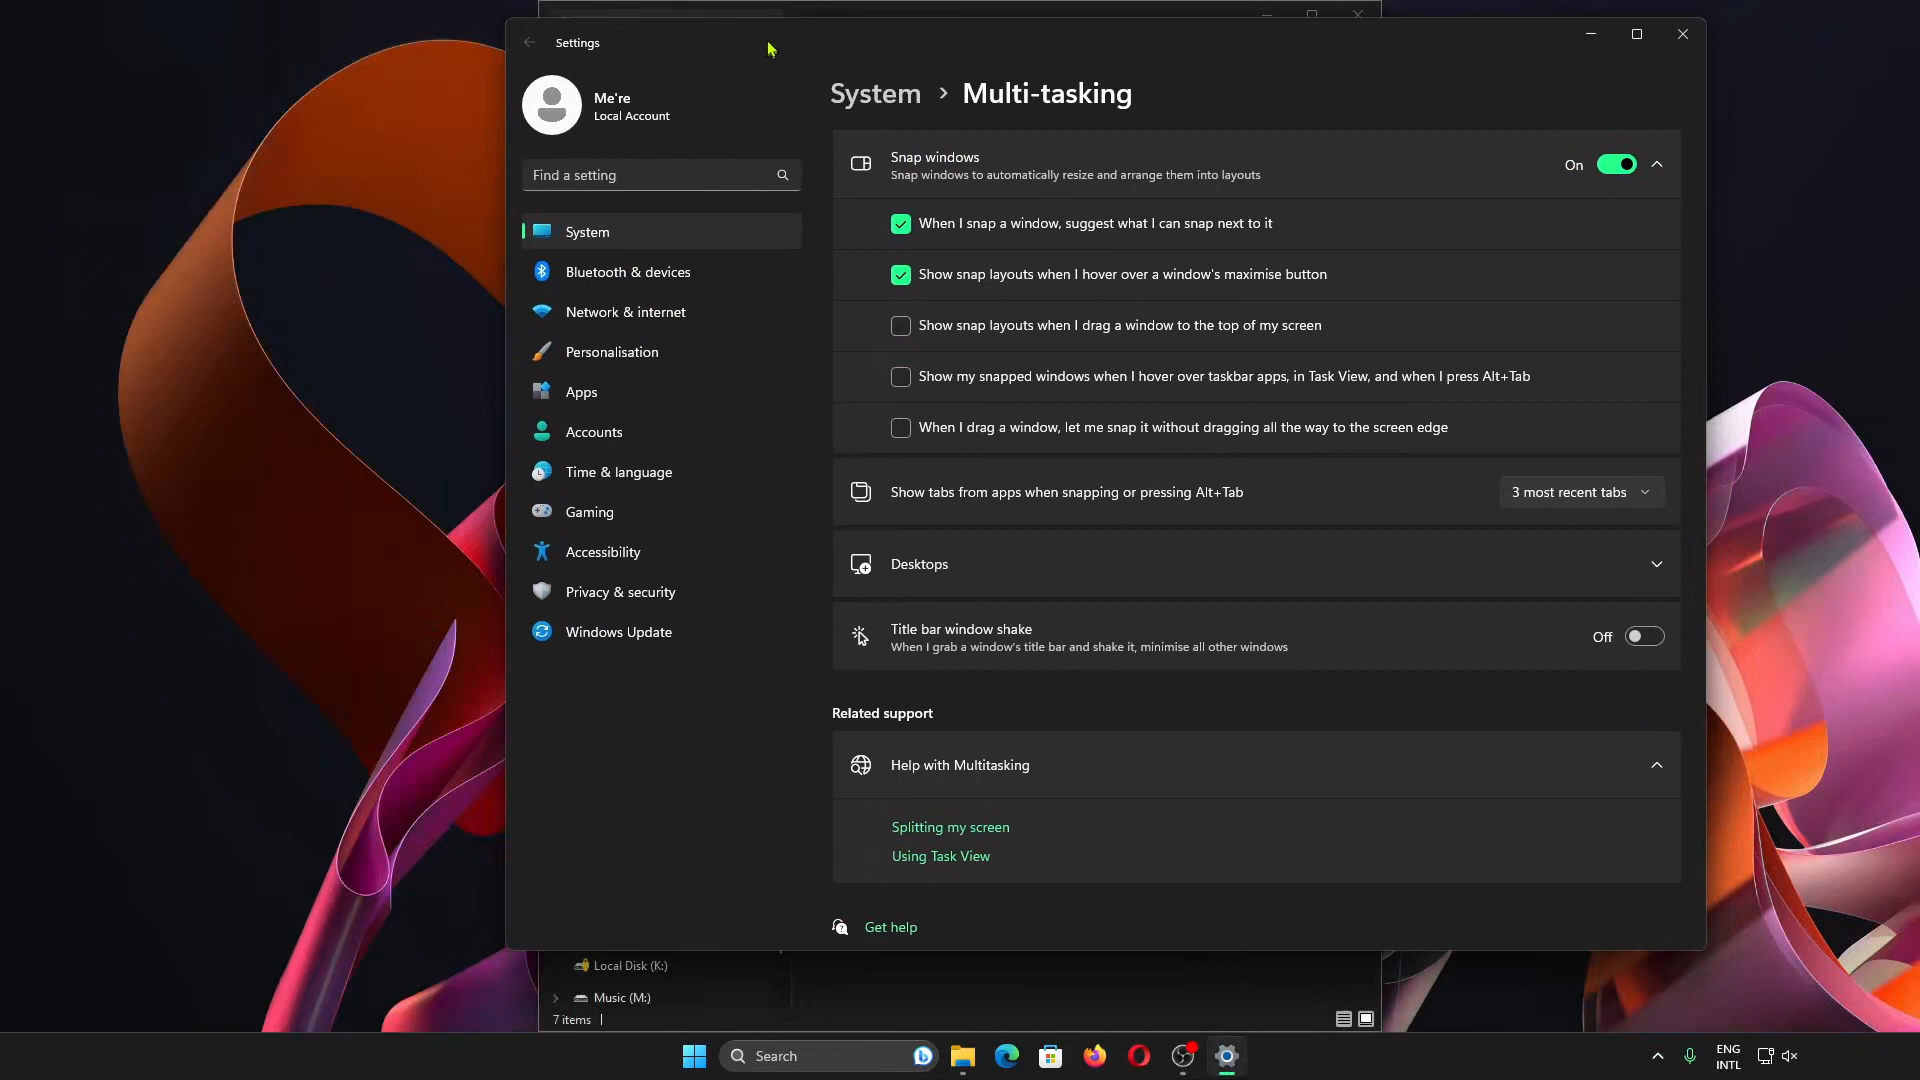 Settings
Me're
Local Account
Find a setting
System
Bluetooth & devices
Network & internet
Personalisation
Apps
Accounts
Time & language
Gaming
Accessibility
Privacy & security
Windows Update
System › Multi-tasking
Snap windows
Snap windows to automatically resize and arrange them into layouts
On
When I snap a window, suggest what I can snap next to it
Show snap layouts when I hover over a window's maximise button
Show snap layouts when I drag a window to the top of my screen
Show my snapped windows when I hover over taskbar apps, in Task View, and when I press Alt+Tab
When I drag a window, let me snap it without dragging all the way to the screen edge
Show tabs from apps when snapping or pressing Alt+Tab
3 most recent tabs
Desktops
Title bar window shake
When I grab a window's title bar and shake it, minimise all other windows
Off
Related support
Help with Multitasking
Splitting my screen
Using Task View
Get help
Local Disk (K:)
Music (M:)
7 items
Search
ENG
INTL